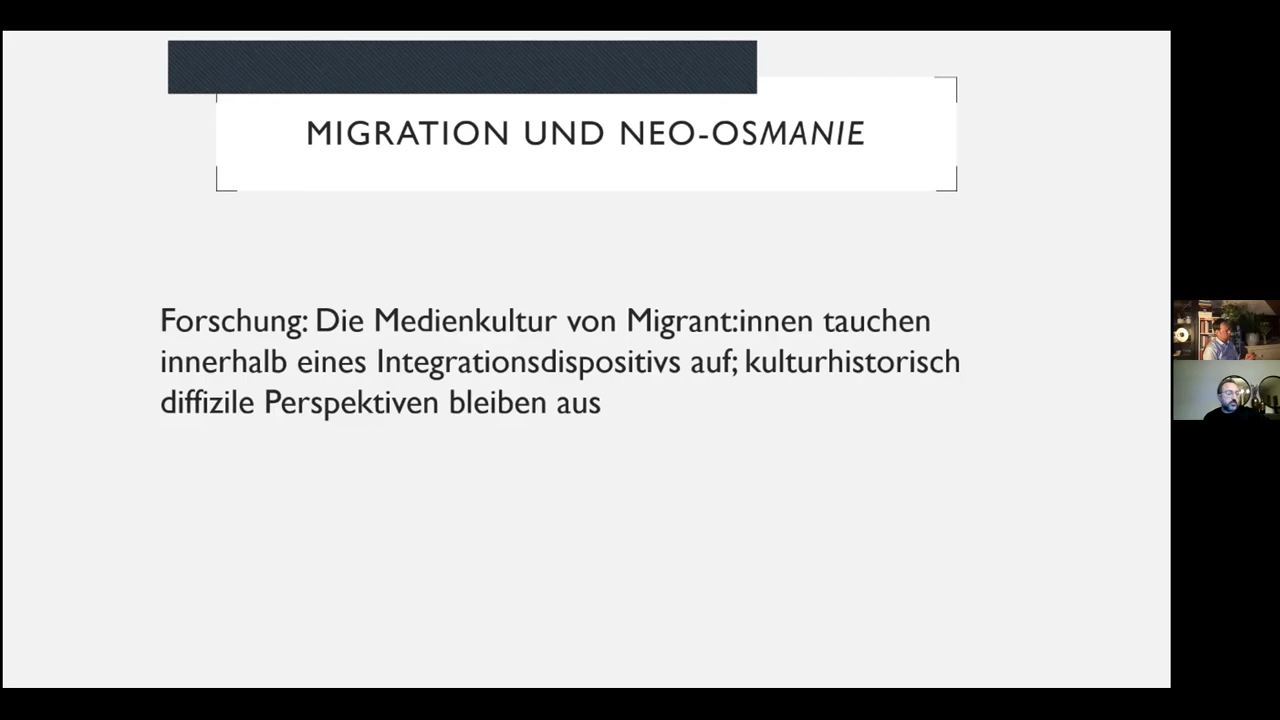 MIGRATION UND NEO-OSMANIE
Forschung: Die Medienkultur von Migrant:innen tauchen
innerhalb eines Integrationsdispositivs auf; kulturhistorisch
diffizile Perspektiven bleiben aus